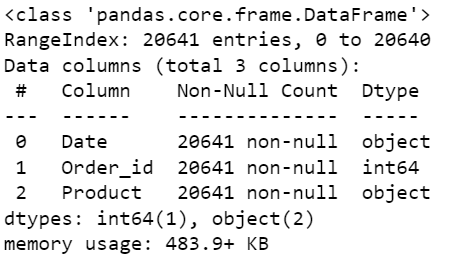 <class 'pandas.core.frame.DataFrame'>
RangeIndex: 20641 entries, 0 to 20640
Data columns (total 3 columns):
 #   Column    Non-Null Count  Dtype
---  ------    --------------  -----
 0   Date      20641 non-null  object
 1   Order_id  20641 non-null  int64
 2   Product   20641 non-null  object
dtypes: int64(1), object(2)
memory usage: 483.9+ KB